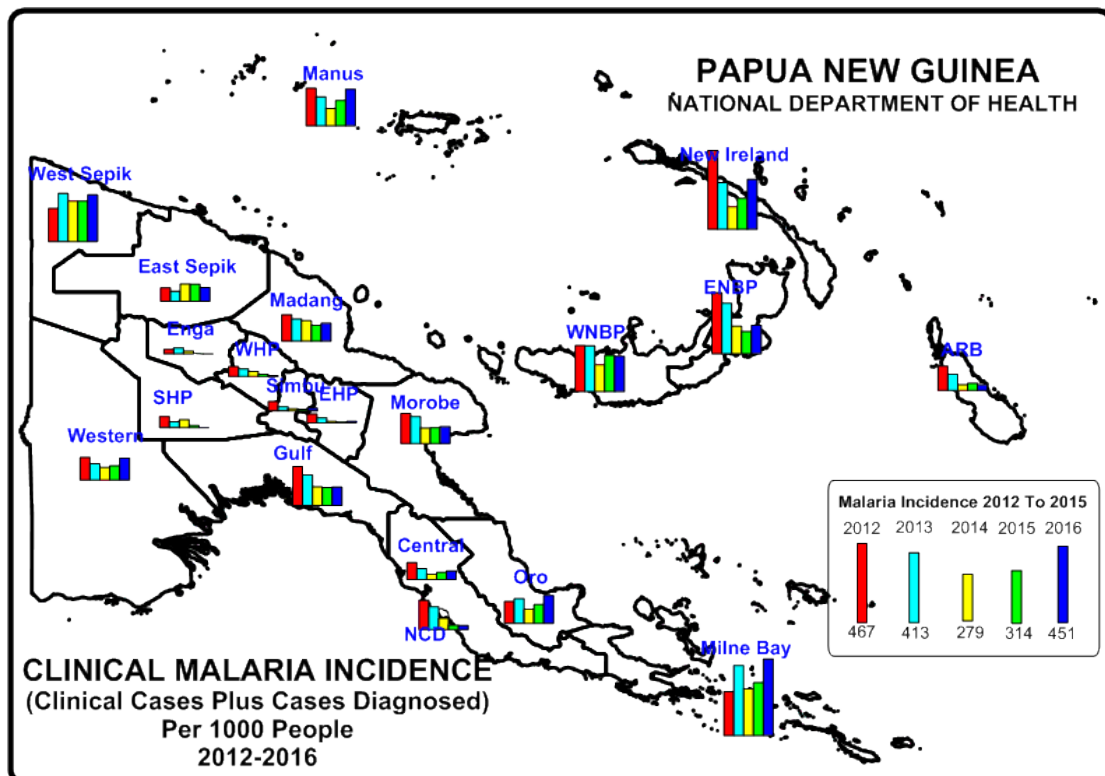 Manus
PAPUA NEW GUINEA
NATIONAL DEPARTMENT OF HEALTH
New Ireland
West Sepik
East Sepik
ENBP
Madang
Enga
WHP
WNBP
ARB
Simbu
SHP
EHP
Morobe
Western
Gulf
Malaria Incidence 2012 To 2015
2012 2013 2014 2015 2016
467 413 279 314 451
Central
Oro
NCD
Milne Bay
CLINICAL MALARIA INCIDENCE
(Clinical Cases Plus Cases Diagnosed)
Per 1000 People
2012-2016